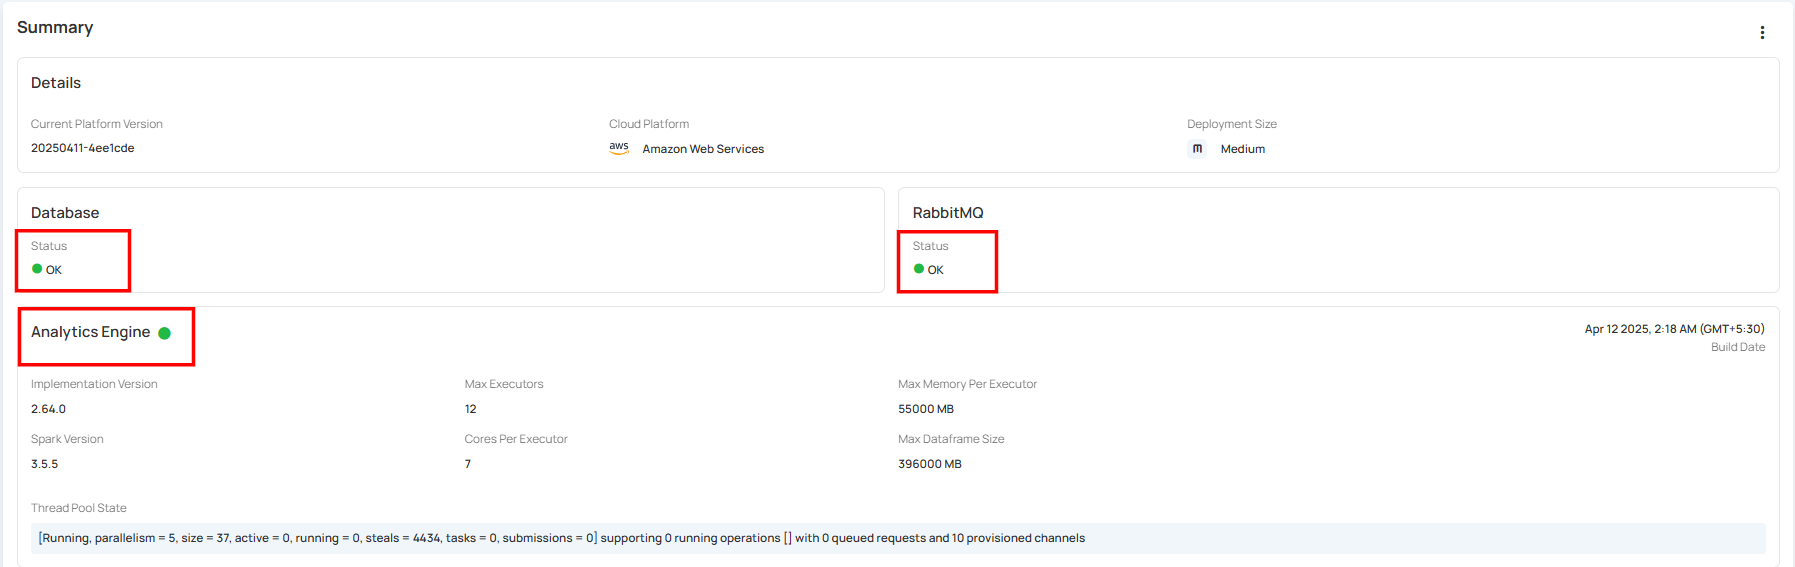 Summary
Details
Current Platform Version
Cloud Platform
Deployment Size
20250411-4ee1cde
aws Amazon Web Services
m Medium
Database
RabbitMQ
Status
Status
OK
OK
Analytics Engine
Apr 12 2025, 2:18 AM (GMT+5:30)
Build Date
Implementation Version
Max Executors
Max Memory Per Executor
2.64.0
12
55000 MB
Spark Version
Cores Per Executor
Max Dataframe Size
3.5.5
7
396000 MB
Thread Pool State
[Running, parallelism = 5, size = 37, active = 0, running = 0, steals = 4434, tasks = 0, submissions = 0] supporting 0 running operations [] with 0 queued requests and 10 provisioned channels